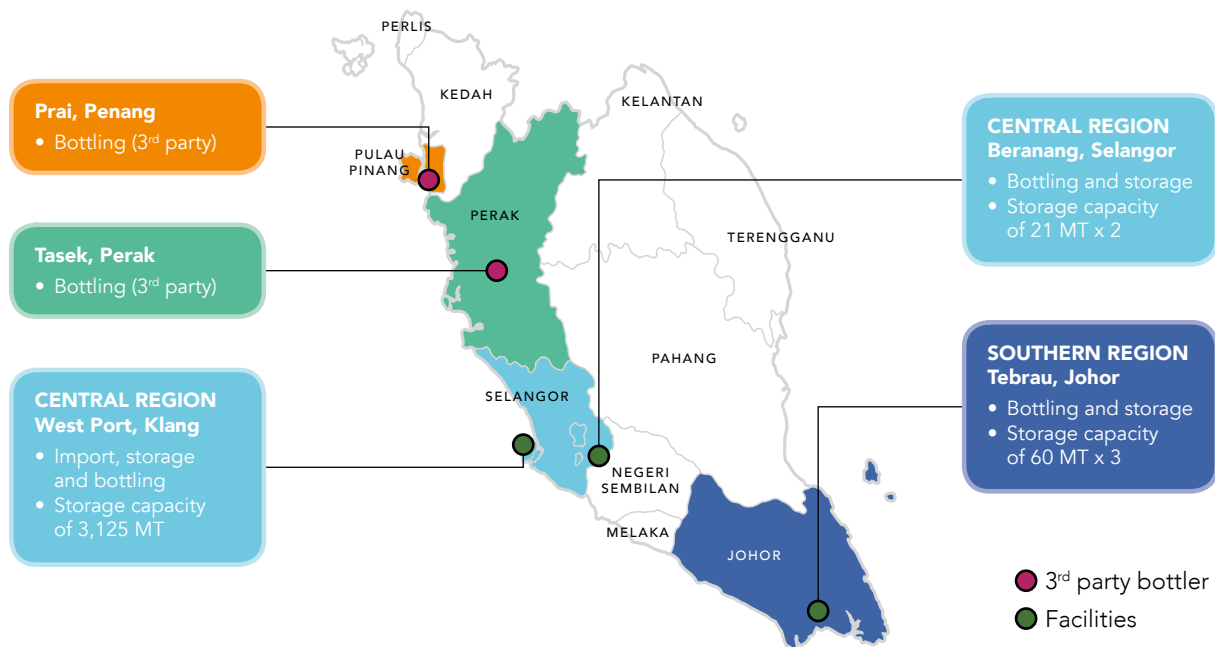 PERLIS
KEDAH
KELANTAN
PULAU
PINANG
PERAK
TERENGGANU
PAHANG
SELANGOR
NEGERI
SEMBILAN
MELAKA
JOHOR
Prai, Penang
• Bottling (3rd party)
Tasek, Perak
• Bottling (3rd party)
CENTRAL REGION
West Port, Klang
• Import, storage
and bottling
• Storage capacity
of 3,125 MT
CENTRAL REGION
Beranang, Selangor
• Bottling and storage
• Storage capacity
of 21 MT x 2
SOUTHERN REGION
Tebrau, Johor
• Bottling and storage
• Storage capacity
of 60 MT x 3
3rd party bottler
Facilities